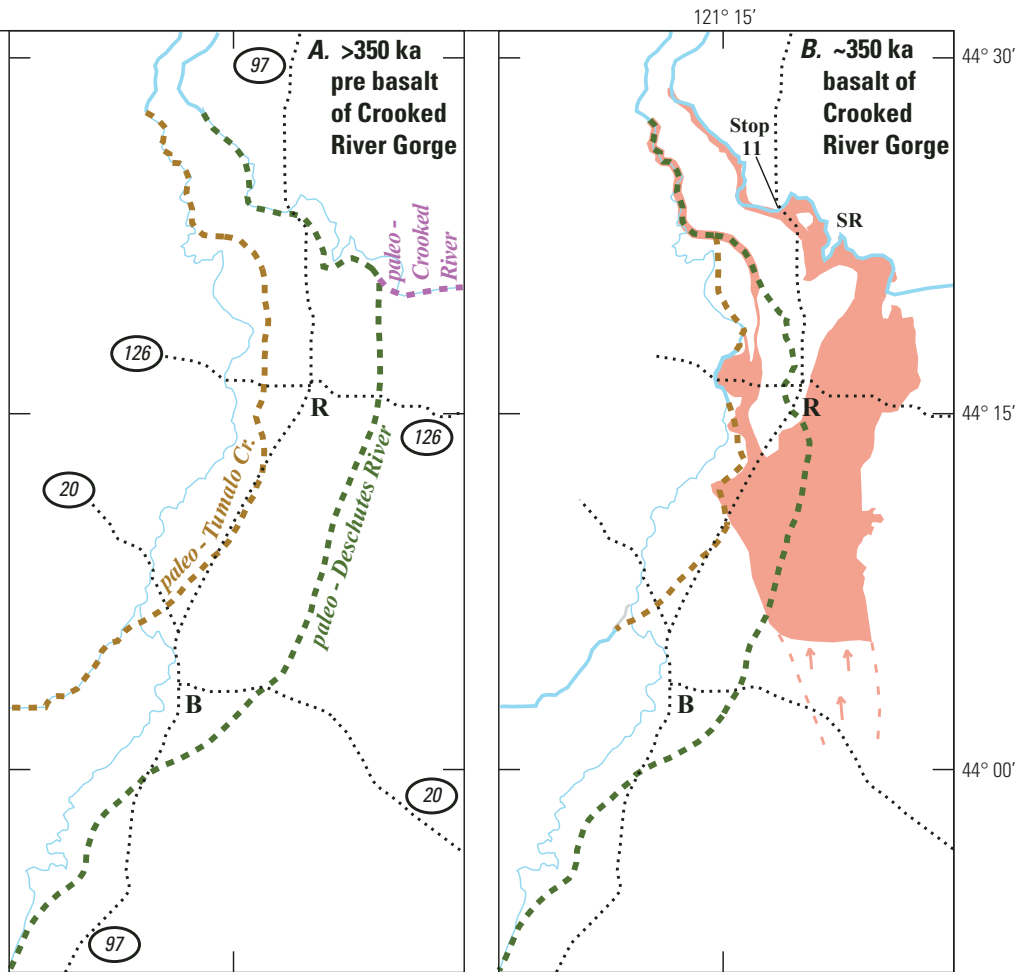 121° 15′
A. >350 ka
pre basalt
of Crooked
River Gorge
97
paleo -
Crooked
River
126
R
126
20
paleo - Tumalo Cr.
paleo - Deschutes River
B
20
97
B. ~350 ka
basalt of
Crooked
River Gorge
44° 30′
Stop
11
SR
R
44° 15′
B
44° 00′